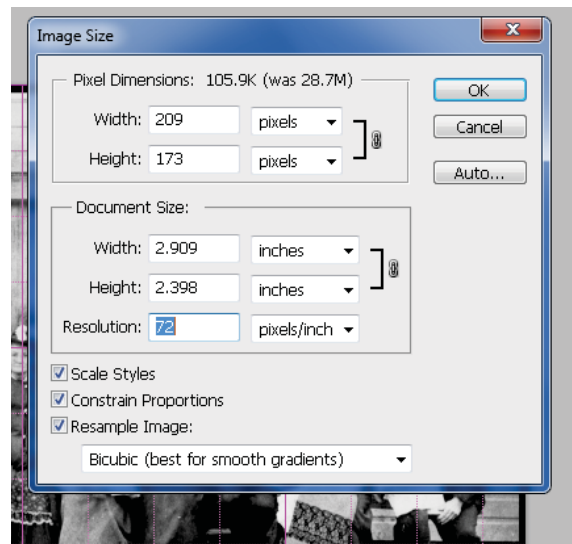 Image Size
Pixel Dimensions: 105.9K (was 28.7M)
OK
Width: 209 pixels
Cancel
Height: 173 pixels
Auto...
Document Size:
Width: 2.909 inches
Height: 2.398 inches
Resolution: 72 pixels/inch
Scale Styles
Constrain Proportions
Resample Image:
Bicubic (best for smooth gradients)